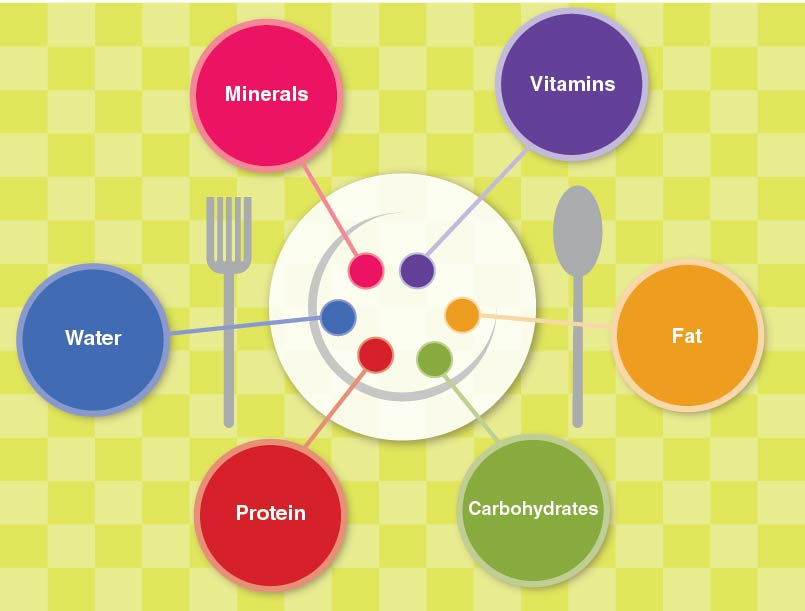 Minerals
Vitamins
Water
Fat
Protein
Carbohydrates